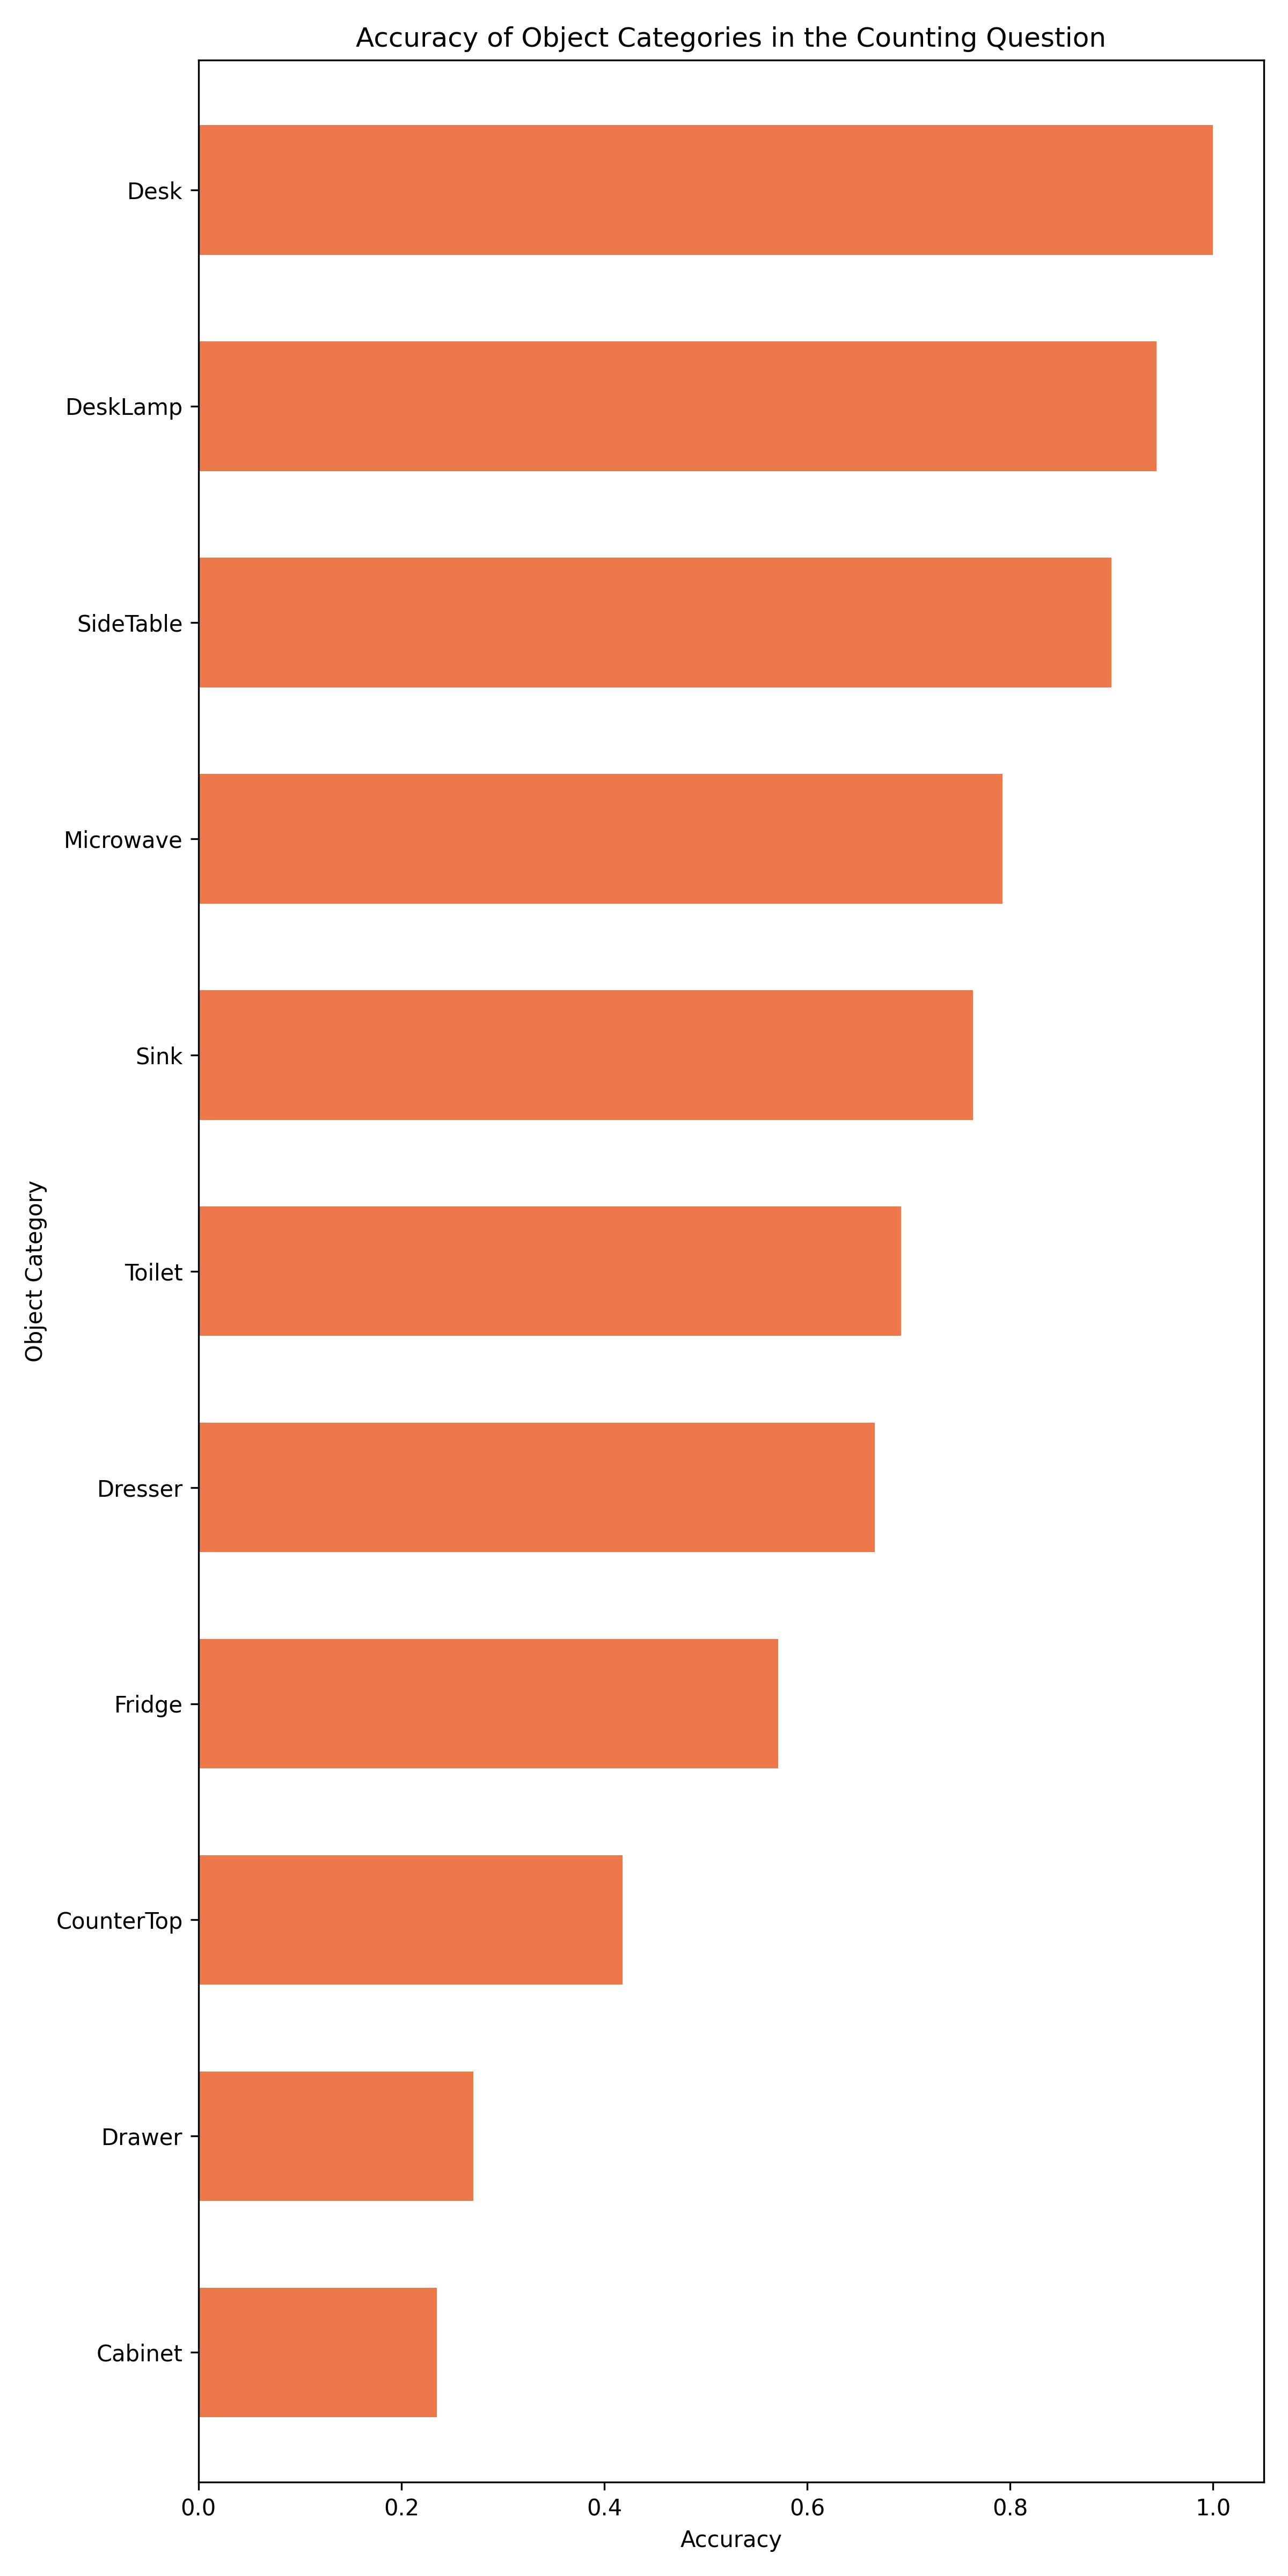 Accuracy of Object Categories in the Counting Question
Desk
DeskLamp
SideTable
Microwave
Sink
Toilet
Dresser
Fridge
CounterTop
Drawer
Cabinet
Object Category
0.0 0.2 0.4 0.6 0.8 1.0
Accuracy